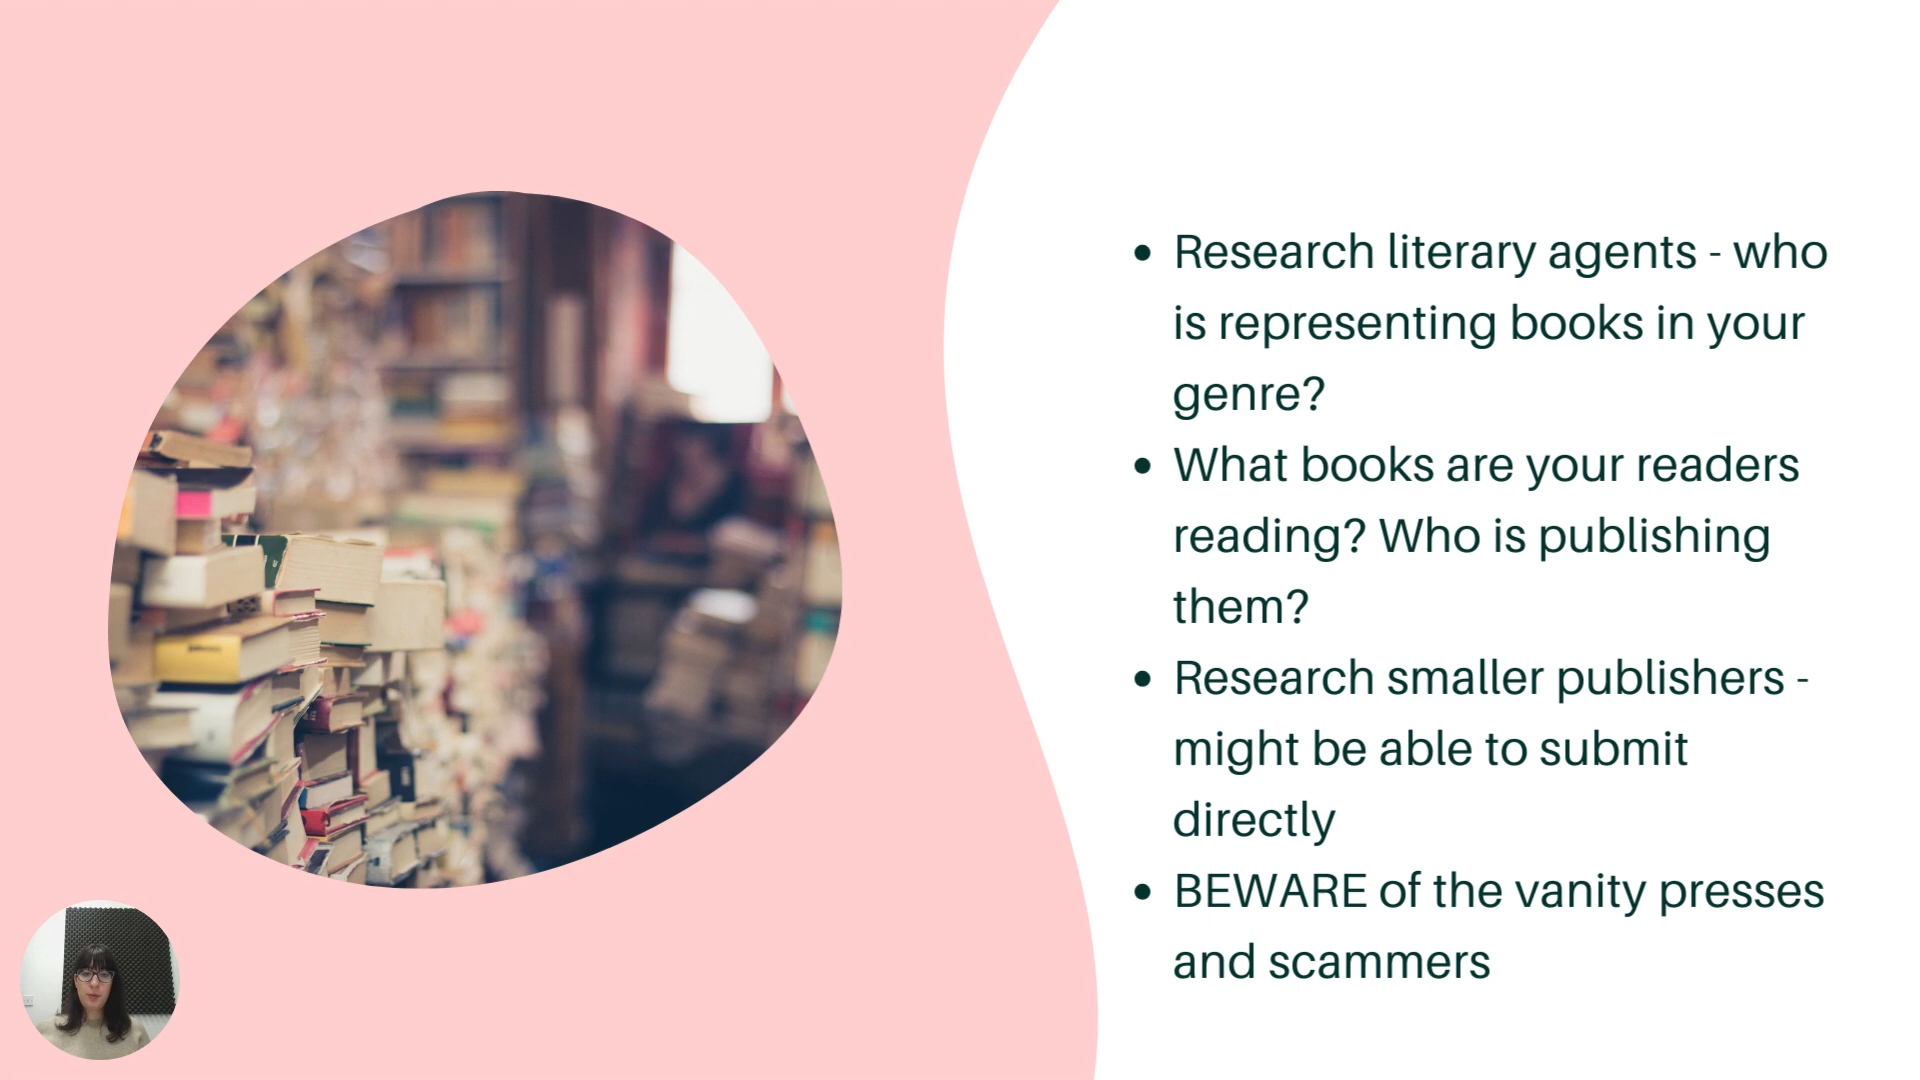 • Research literary agents - who
is representing books in your
genre?
• What books are your readers
reading? Who is publishing
them?
• Research smaller publishers -
might be able to submit
directly
• BEWARE of the vanity presses
and scammers